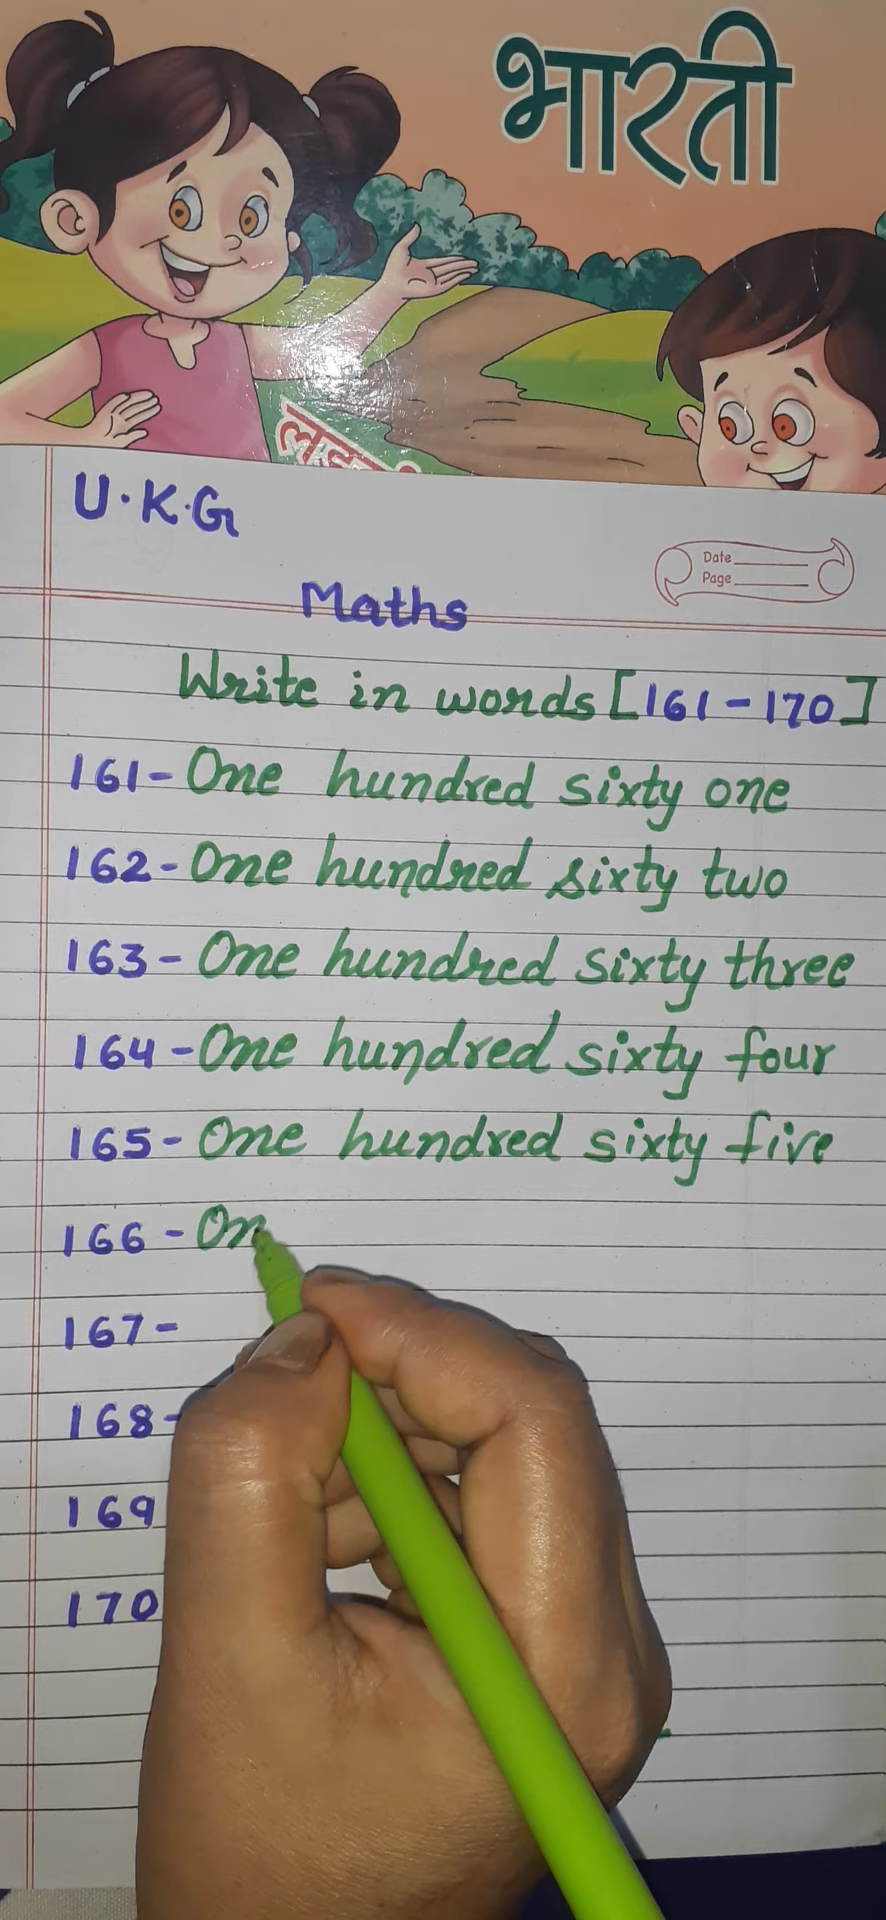 भारती
U.K.G
Date
Page
Maths
Write in words [161-170]
161- One hundred sixty one
162- One hundred sixty two
163- One hundred sixty three
164- One hundred sixty four
165- One hundred sixty five
166- On
167-
168-
169
170